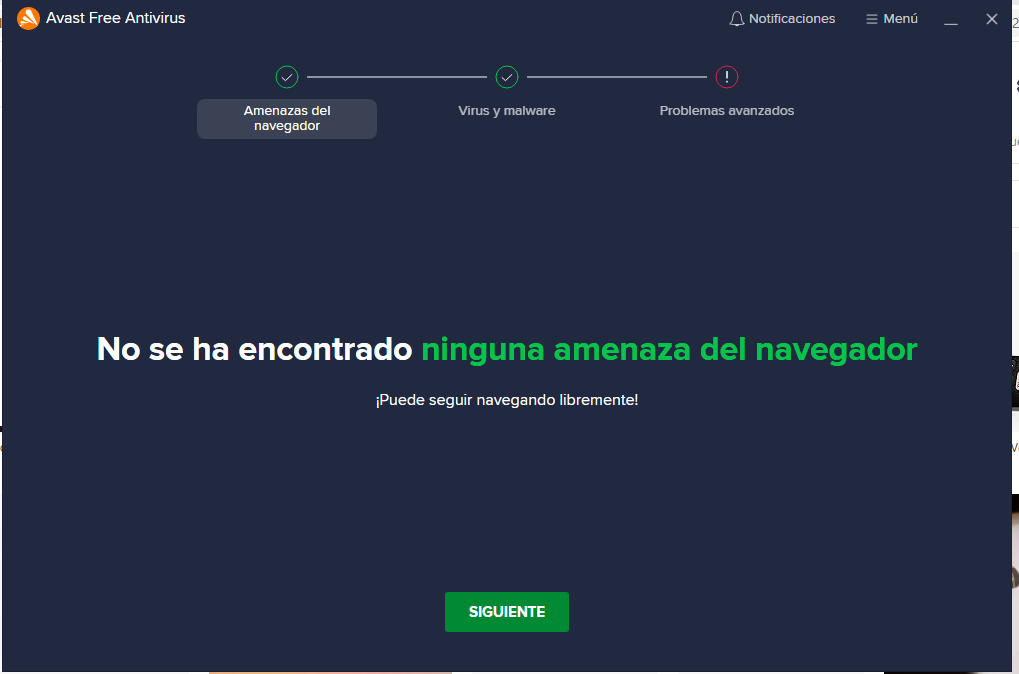 Avast Free Antivirus
Notificaciones
Menú
Amenazas del
navegador
Virus y malware
Problemas avanzados
No se ha encontrado ninguna amenaza del navegador
¡Puede seguir navegando libremente!
SIGUIENTE